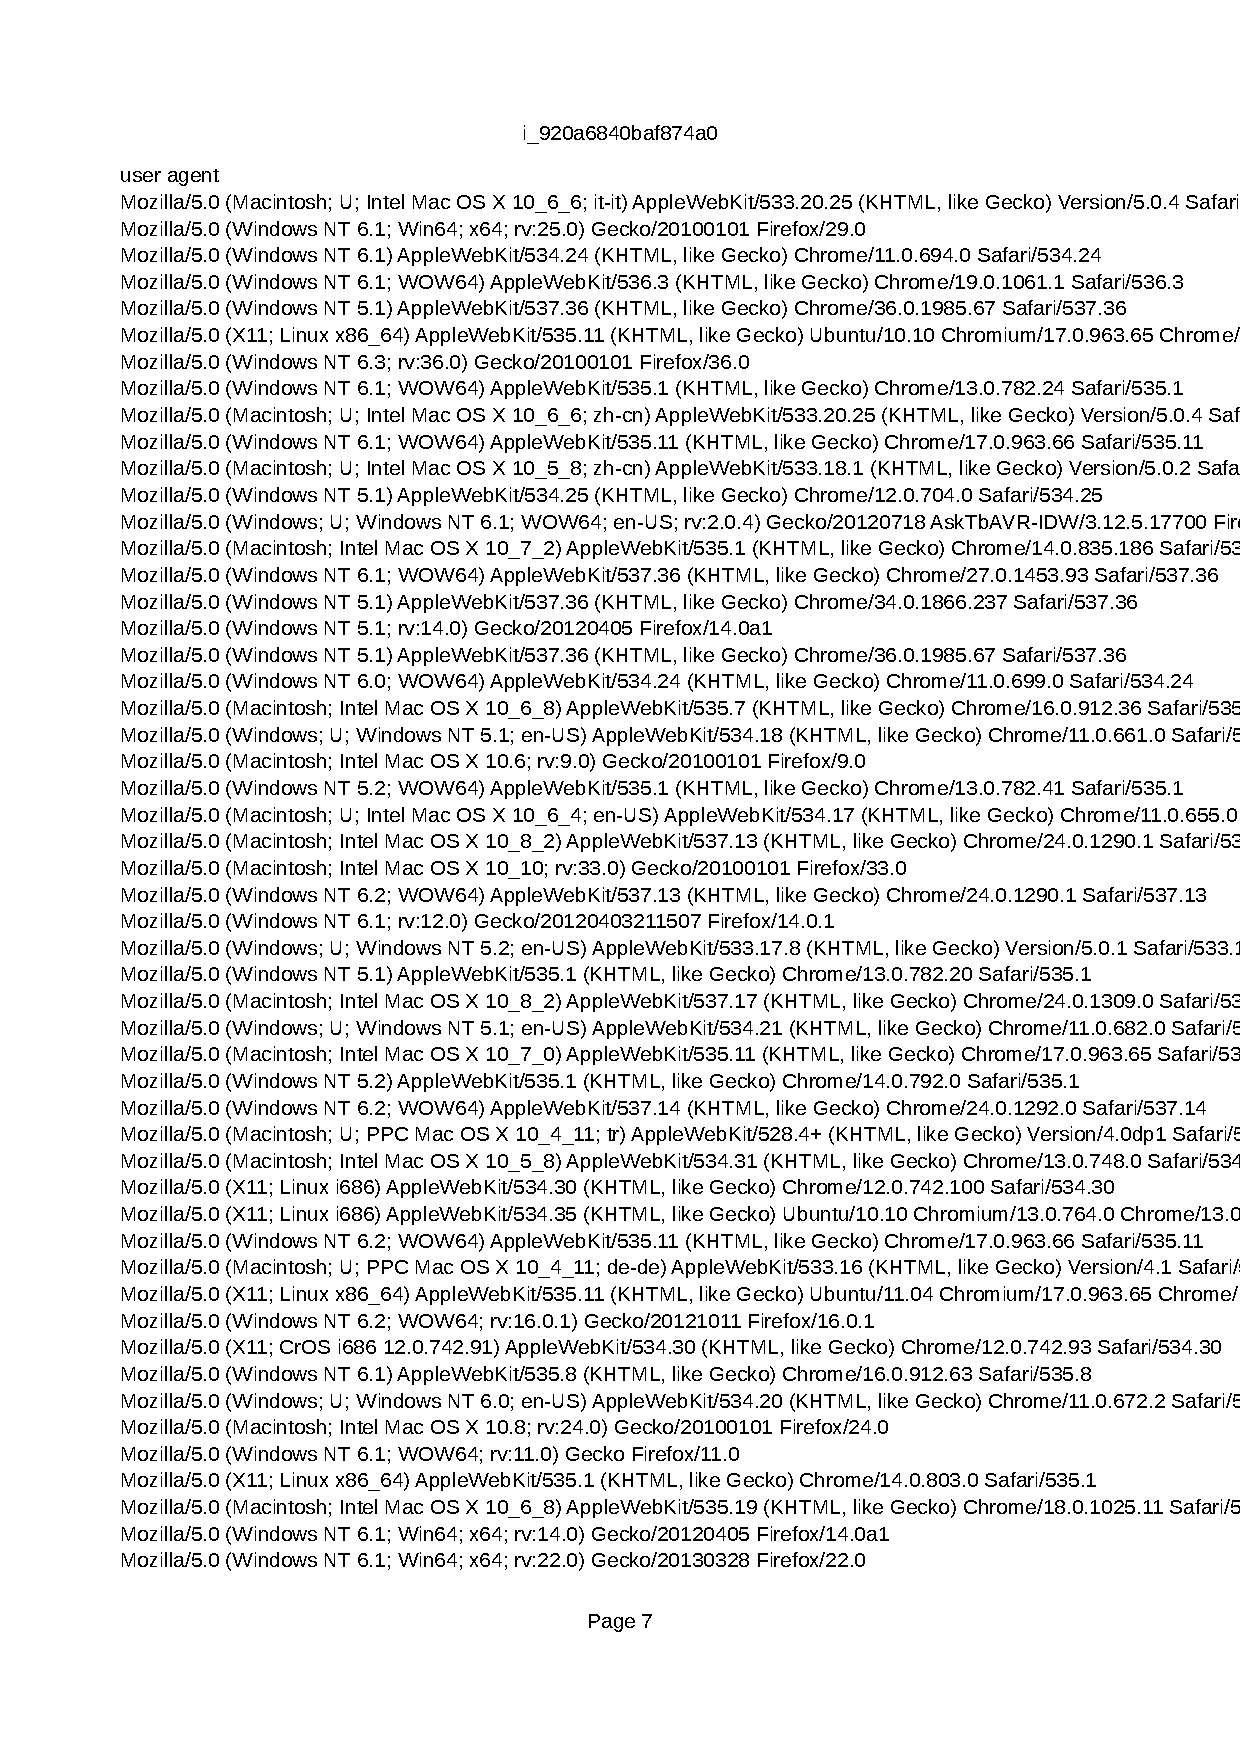 i_920a6840baf874a0
user agent
Mozilla/5.0 (Macintosh; U; Intel Mac OS X 10_6_6; it-it) AppleWebKit/533.20.25 (KHTML, like Gecko) Version/5.0.4 Safari
Mozilla/5.0 (Windows NT 6.1; Win64; x64; rv:25.0) Gecko/20100101 Firefox/29.0
Mozilla/5.0 (Windows NT 6.1) AppleWebKit/534.24 (KHTML, like Gecko) Chrome/11.0.694.0 Safari/534.24
Mozilla/5.0 (Windows NT 6.1; WOW64) AppleWebKit/536.3 (KHTML, like Gecko) Chrome/19.0.1061.1 Safari/536.3
Mozilla/5.0 (Windows NT 5.1) AppleWebKit/537.36 (KHTML, like Gecko) Chrome/36.0.1985.67 Safari/537.36
Mozilla/5.0 (X11; Linux x86_64) AppleWebKit/535.11 (KHTML, like Gecko) Ubuntu/10.10 Chromium/17.0.963.65 Chrome/
Mozilla/5.0 (Windows NT 6.3; rv:36.0) Gecko/20100101 Firefox/36.0
Mozilla/5.0 (Windows NT 6.1; WOW64) AppleWebKit/535.1 (KHTML, like Gecko) Chrome/13.0.782.24 Safari/535.1
Mozilla/5.0 (Macintosh; U; Intel Mac OS X 10_6_6; zh-cn) AppleWebKit/533.20.25 (KHTML, like Gecko) Version/5.0.4 Saf
Mozilla/5.0 (Windows NT 6.1; WOW64) AppleWebKit/535.11 (KHTML, like Gecko) Chrome/17.0.963.66 Safari/535.11
Mozilla/5.0 (Macintosh; U; Intel Mac OS X 10_5_8; zh-cn) AppleWebKit/533.18.1 (KHTML, like Gecko) Version/5.0.2 Safa
Mozilla/5.0 (Windows NT 5.1) AppleWebKit/534.25 (KHTML, like Gecko) Chrome/12.0.704.0 Safari/534.25
Mozilla/5.0 (Windows; U; Windows NT 6.1; WOW64; en-US; rv:2.0.4) Gecko/20120718 AskTbAVR-IDW/3.12.5.17700 Fire
Mozilla/5.0 (Macintosh; Intel Mac OS X 10_7_2) AppleWebKit/535.1 (KHTML, like Gecko) Chrome/14.0.835.186 Safari/53
Mozilla/5.0 (Windows NT 6.1; WOW64) AppleWebKit/537.36 (KHTML, like Gecko) Chrome/27.0.1453.93 Safari/537.36
Mozilla/5.0 (Windows NT 5.1) AppleWebKit/537.36 (KHTML, like Gecko) Chrome/34.0.1866.237 Safari/537.36
Mozilla/5.0 (Windows NT 5.1; rv:14.0) Gecko/20120405 Firefox/14.0a1
Mozilla/5.0 (Windows NT 5.1) AppleWebKit/537.36 (KHTML, like Gecko) Chrome/36.0.1985.67 Safari/537.36
Mozilla/5.0 (Windows NT 6.0; WOW64) AppleWebKit/534.24 (KHTML, like Gecko) Chrome/11.0.699.0 Safari/534.24
Mozilla/5.0 (Macintosh; Intel Mac OS X 10_6_8) AppleWebKit/535.7 (KHTML, like Gecko) Chrome/16.0.912.36 Safari/535
Mozilla/5.0 (Windows; U; Windows NT 5.1; en-US) AppleWebKit/534.18 (KHTML, like Gecko) Chrome/11.0.661.0 Safari/5
Mozilla/5.0 (Macintosh; Intel Mac OS X 10.6; rv:9.0) Gecko/20100101 Firefox/9.0
Mozilla/5.0 (Windows NT 5.2; WOW64) AppleWebKit/535.1 (KHTML, like Gecko) Chrome/13.0.782.41 Safari/535.1
Mozilla/5.0 (Macintosh; U; Intel Mac OS X 10_6_4; en-US) AppleWebKit/534.17 (KHTML, like Gecko) Chrome/11.0.655.0
Mozilla/5.0 (Macintosh; Intel Mac OS X 10_8_2) AppleWebKit/537.13 (KHTML, like Gecko) Chrome/24.0.1290.1 Safari/53
Mozilla/5.0 (Macintosh; Intel Mac OS X 10_10; rv:33.0) Gecko/20100101 Firefox/33.0
Mozilla/5.0 (Windows NT 6.2; WOW64) AppleWebKit/537.13 (KHTML, like Gecko) Chrome/24.0.1290.1 Safari/537.13
Mozilla/5.0 (Windows NT 6.1; rv:12.0) Gecko/20120403211507 Firefox/14.0.1
Mozilla/5.0 (Windows; U; Windows NT 5.2; en-US) AppleWebKit/533.17.8 (KHTML, like Gecko) Version/5.0.1 Safari/533.1
Mozilla/5.0 (Windows NT 5.1) AppleWebKit/535.1 (KHTML, like Gecko) Chrome/13.0.782.20 Safari/535.1
Mozilla/5.0 (Macintosh; Intel Mac OS X 10_8_2) AppleWebKit/537.17 (KHTML, like Gecko) Chrome/24.0.1309.0 Safari/53
Mozilla/5.0 (Windows; U; Windows NT 5.1; en-US) AppleWebKit/534.21 (KHTML, like Gecko) Chrome/11.0.682.0 Safari/5
Mozilla/5.0 (Macintosh; Intel Mac OS X 10_7_0) AppleWebKit/535.11 (KHTML, like Gecko) Chrome/17.0.963.65 Safari/53
Mozilla/5.0 (Windows NT 5.2) AppleWebKit/535.1 (KHTML, like Gecko) Chrome/14.0.792.0 Safari/535.1
Mozilla/5.0 (Windows NT 6.2; WOW64) AppleWebKit/537.14 (KHTML, like Gecko) Chrome/24.0.1292.0 Safari/537.14
Mozilla/5.0 (Macintosh; U; PPC Mac OS X 10_4_11; tr) AppleWebKit/528.4+ (KHTML, like Gecko) Version/4.0dp1 Safari/5
Mozilla/5.0 (Macintosh; Intel Mac OS X 10_5_8) AppleWebKit/534.31 (KHTML, like Gecko) Chrome/13.0.748.0 Safari/534
Mozilla/5.0 (X11; Linux i686) AppleWebKit/534.30 (KHTML, like Gecko) Chrome/12.0.742.100 Safari/534.30
Mozilla/5.0 (X11; Linux i686) AppleWebKit/534.35 (KHTML, like Gecko) Ubuntu/10.10 Chromium/13.0.764.0 Chrome/13.0
Mozilla/5.0 (Windows NT 6.2; WOW64) AppleWebKit/535.11 (KHTML, like Gecko) Chrome/17.0.963.66 Safari/535.11
Mozilla/5.0 (Macintosh; U; PPC Mac OS X 10_4_11; de-de) AppleWebKit/533.16 (KHTML, like Gecko) Version/4.1 Safari/
Mozilla/5.0 (X11; Linux x86_64) AppleWebKit/535.11 (KHTML, like Gecko) Ubuntu/11.04 Chromium/17.0.963.65 Chrome/
Mozilla/5.0 (Windows NT 6.2; WOW64; rv:16.0.1) Gecko/20121011 Firefox/16.0.1
Mozilla/5.0 (X11; CrOS i686 12.0.742.91) AppleWebKit/534.30 (KHTML, like Gecko) Chrome/12.0.742.93 Safari/534.30
Mozilla/5.0 (Windows NT 6.1) AppleWebKit/535.8 (KHTML, like Gecko) Chrome/16.0.912.63 Safari/535.8
Mozilla/5.0 (Windows; U; Windows NT 6.0; en-US) AppleWebKit/534.20 (KHTML, like Gecko) Chrome/11.0.672.2 Safari/5
Mozilla/5.0 (Macintosh; Intel Mac OS X 10.8; rv:24.0) Gecko/20100101 Firefox/24.0
Mozilla/5.0 (Windows NT 6.1; WOW64; rv:11.0) Gecko Firefox/11.0
Mozilla/5.0 (X11; Linux x86_64) AppleWebKit/535.1 (KHTML, like Gecko) Chrome/14.0.803.0 Safari/535.1
Mozilla/5.0 (Macintosh; Intel Mac OS X 10_6_8) AppleWebKit/535.19 (KHTML, like Gecko) Chrome/18.0.1025.11 Safari/5
Mozilla/5.0 (Windows NT 6.1; Win64; x64; rv:14.0) Gecko/20120405 Firefox/14.0a1
Mozilla/5.0 (Windows NT 6.1; Win64; x64; rv:22.0) Gecko/20130328 Firefox/22.0
Page 7